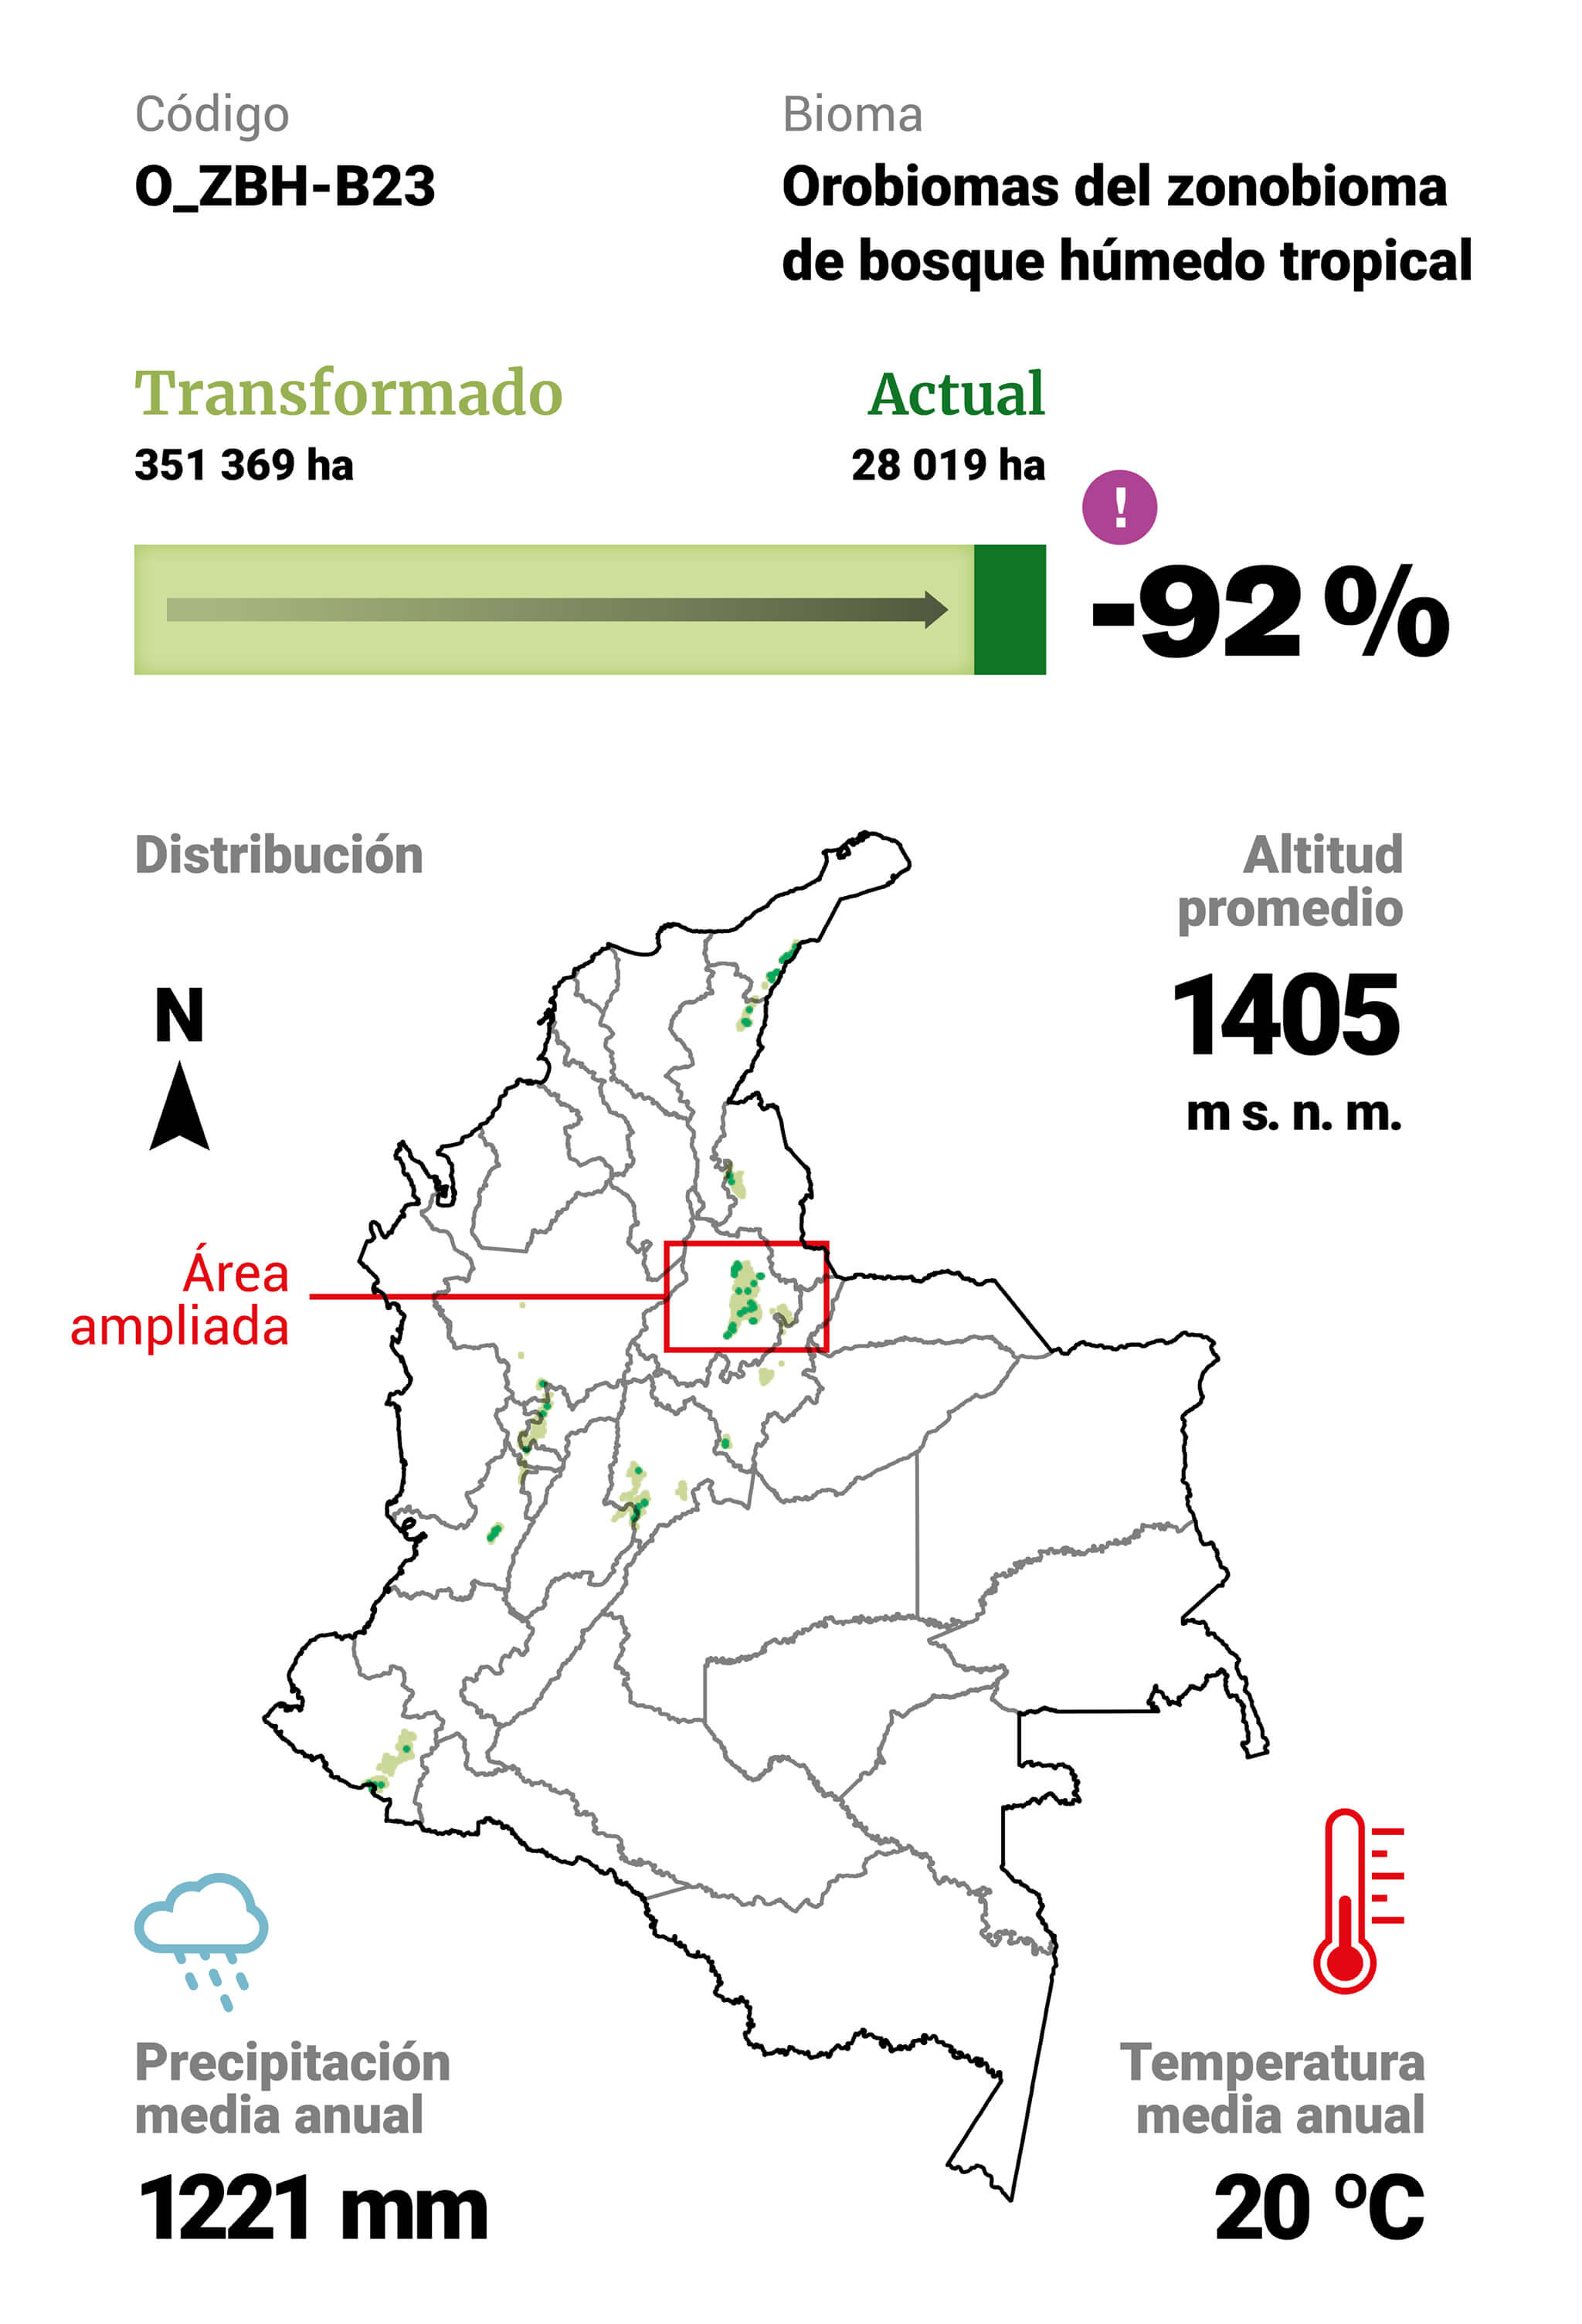 Código
O_ZBH-B23
Bioma
Orobiomas del zonobioma
de bosque húmedo tropical
Transformado
351 369 ha
Actual
28 019 ha
!
-92 %
Distribución
Altitud
promedio
1405
m s. n. m.
N
Área
ampliada
Precipitación
media anual
1221 mm
Temperatura
media anual
20 ºC